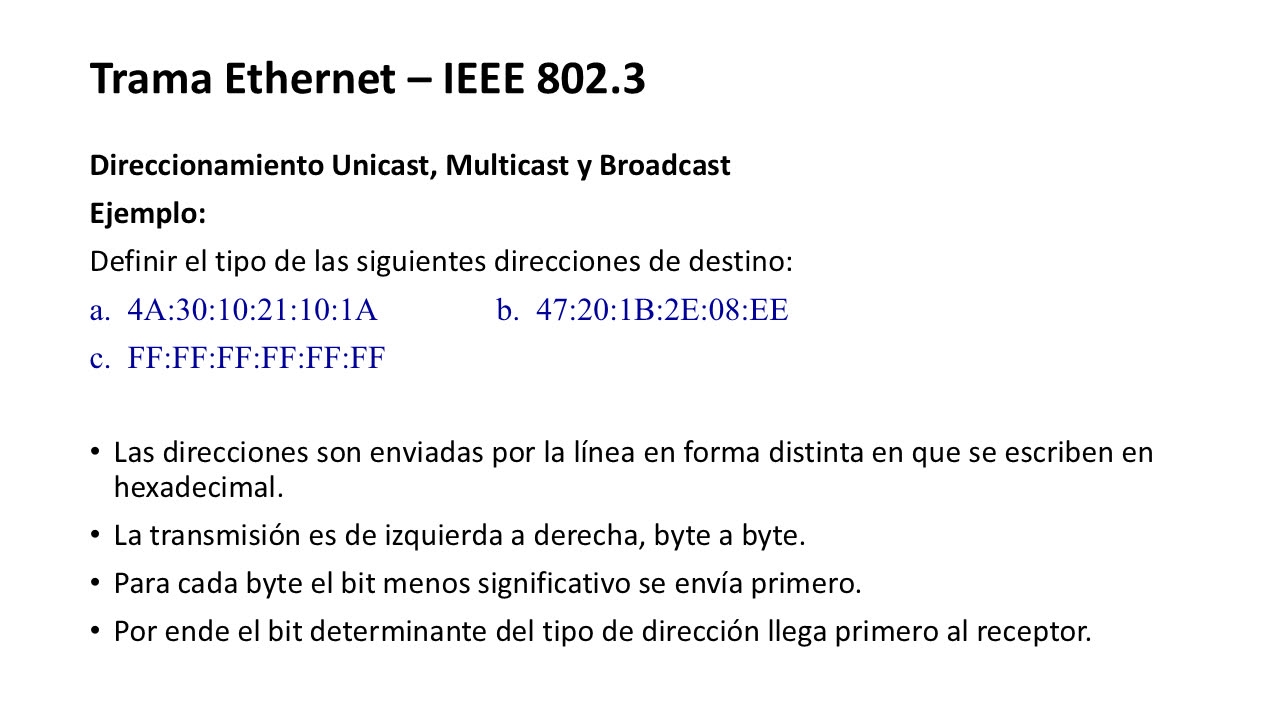 Trama Ethernet – IEEE 802.3
Direccionamiento Unicast, Multicast y Broadcast
Ejemplo:
Definir el tipo de las siguientes direcciones de destino:
a. 4A:30:10:21:10:1A b. 47:20:1B:2E:08:EE
c. FF:FF:FF:FF:FF:FF
• Las direcciones son enviadas por la línea en forma distinta en que se escriben en
hexadecimal.
• La transmisión es de izquierda a derecha, byte a byte.
• Para cada byte el bit menos significativo se envía primero.
• Por ende el bit determinante del tipo de dirección llega primero al receptor.